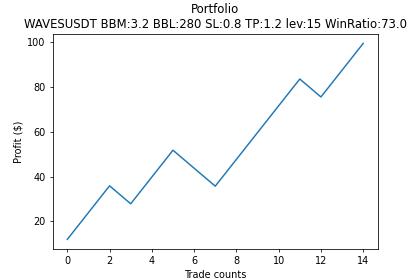 Portfolio
WAVESUSDT BBM:3.2 BBL:280 SL:0.8 TP:1.2 lev:15 WinRatio:73.0
100
80
60
40
20
Profit ($)
0 2 4 6 8 10 12 14
Trade counts